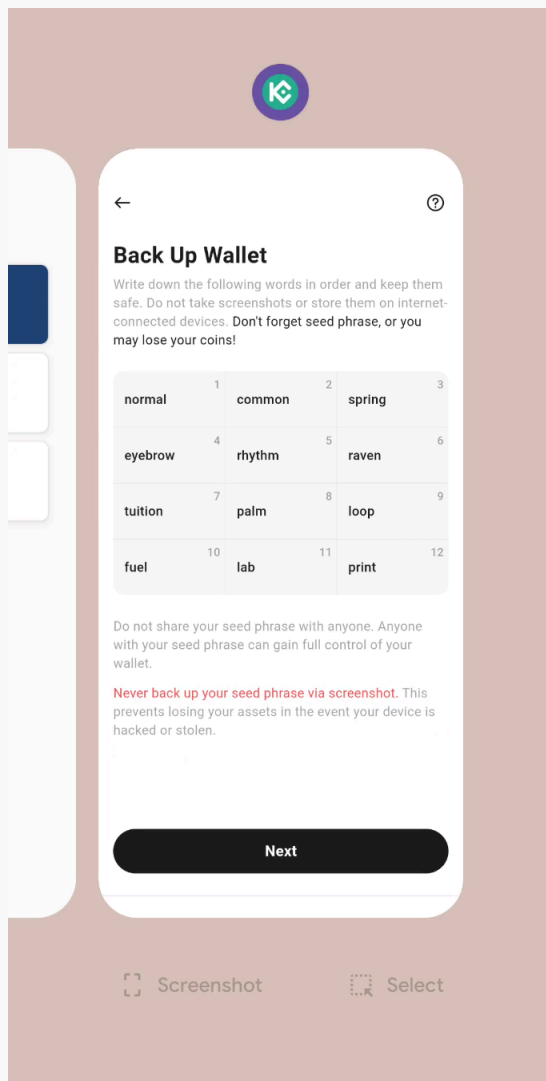 Back Up Wallet
Write down the following words in order and keep them
safe. Do not take screenshots or store them on internet-
connected devices. Don't forget seed phrase, or you
may lose your coins!
1 2 3
normal common spring
4 5 6
eyebrow rhythm raven
7 8 9
tuition palm loop
10 11 12
fuel lab print
Do not share your seed phrase with anyone. Anyone
with your seed phrase can gain full control of your
wallet.
Never back up your seed phrase via screenshot. This
prevents losing your assets in the event your device is
hacked or stolen.
Next
Screenshot Select